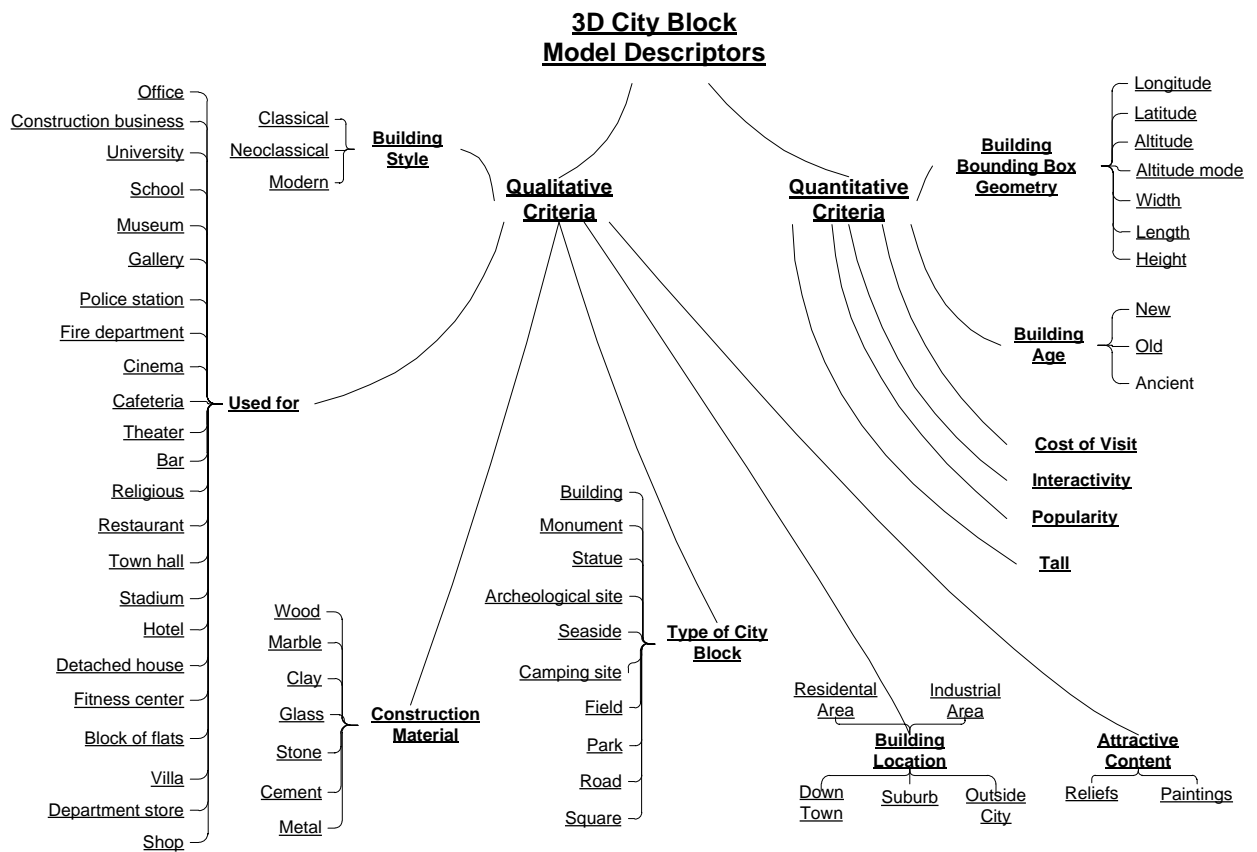 3D City Block
Model Descriptors
Qualitative
Criteria
Quantitative
Criteria
Building
Style
Classical
Neoclassical
Modern
Used for
Office
Construction business
University
School
Museum
Gallery
Police station
Fire department
Cinema
Cafeteria
Theater
Bar
Religious
Restaurant
Town hall
Stadium
Hotel
Detached house
Fitness center
Block of flats
Villa
Department store
Shop
Construction
Material
Wood
Marble
Clay
Glass
Stone
Cement
Metal
Type of City
Block
Building
Monument
Statue
Archeological site
Seaside
Camping site
Field
Park
Road
Square
Building
Location
Residental
Area
Industrial
Area
Down
Town
Suburb
Outside
City
Attractive
Content
Reliefs
Paintings
Building
Bounding Box
Geometry
Longitude
Latitude
Altitude
Altitude mode
Width
Length
Height
Building
Age
New
Old
Ancient
Cost of Visit
Interactivity
Popularity
Tall